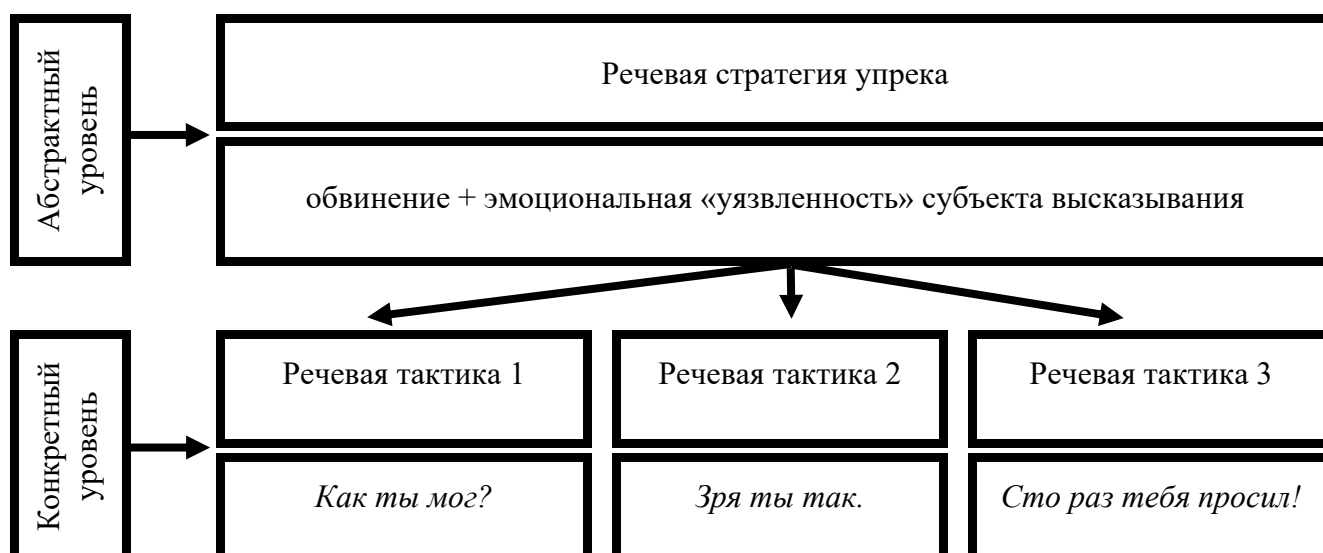 Абстрактный
уровень
Речевая стратегия упрека
обвинение + эмоциональная «уязвленность» субъекта высказывания
Конкретный
уровень
Речевая тактика 1
Речевая тактика 2
Речевая тактика 3
Как ты мог?
Зря ты так.
Сто раз тебя просил!